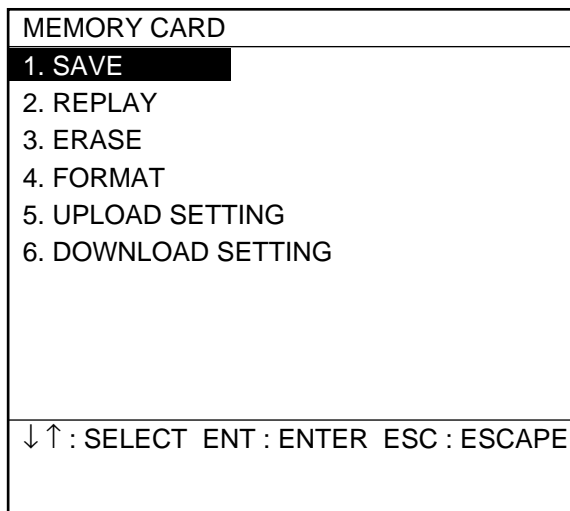 MEMORY CARD
1. SAVE
2. REPLAY
3. ERASE
4. FORMAT
5. UPLOAD SETTING
6. DOWNLOAD SETTING
↓↑ : SELECT ENT : ENTER ESC : ESCAPE